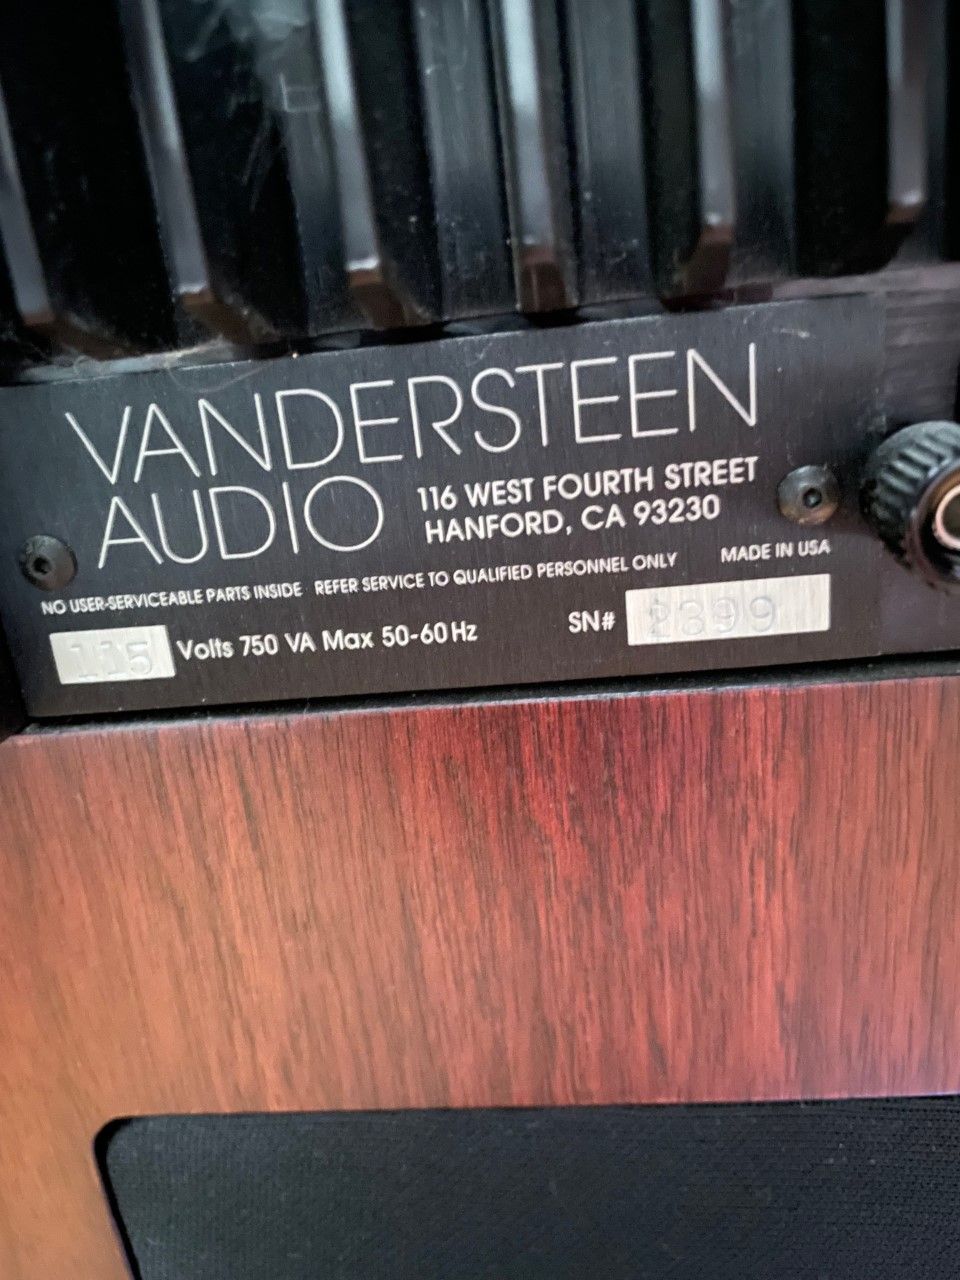 VANDERSTEEN
AUDIO
116 WEST FOURTH STREET
HANFORD, CA 93230
NO USER-SERVICEABLE PARTS INSIDE REFER SERVICE TO QUALIFIED PERSONNEL ONLY
MADE IN USA
115 Volts 750 VA Max 50-60 Hz
SN# 2399